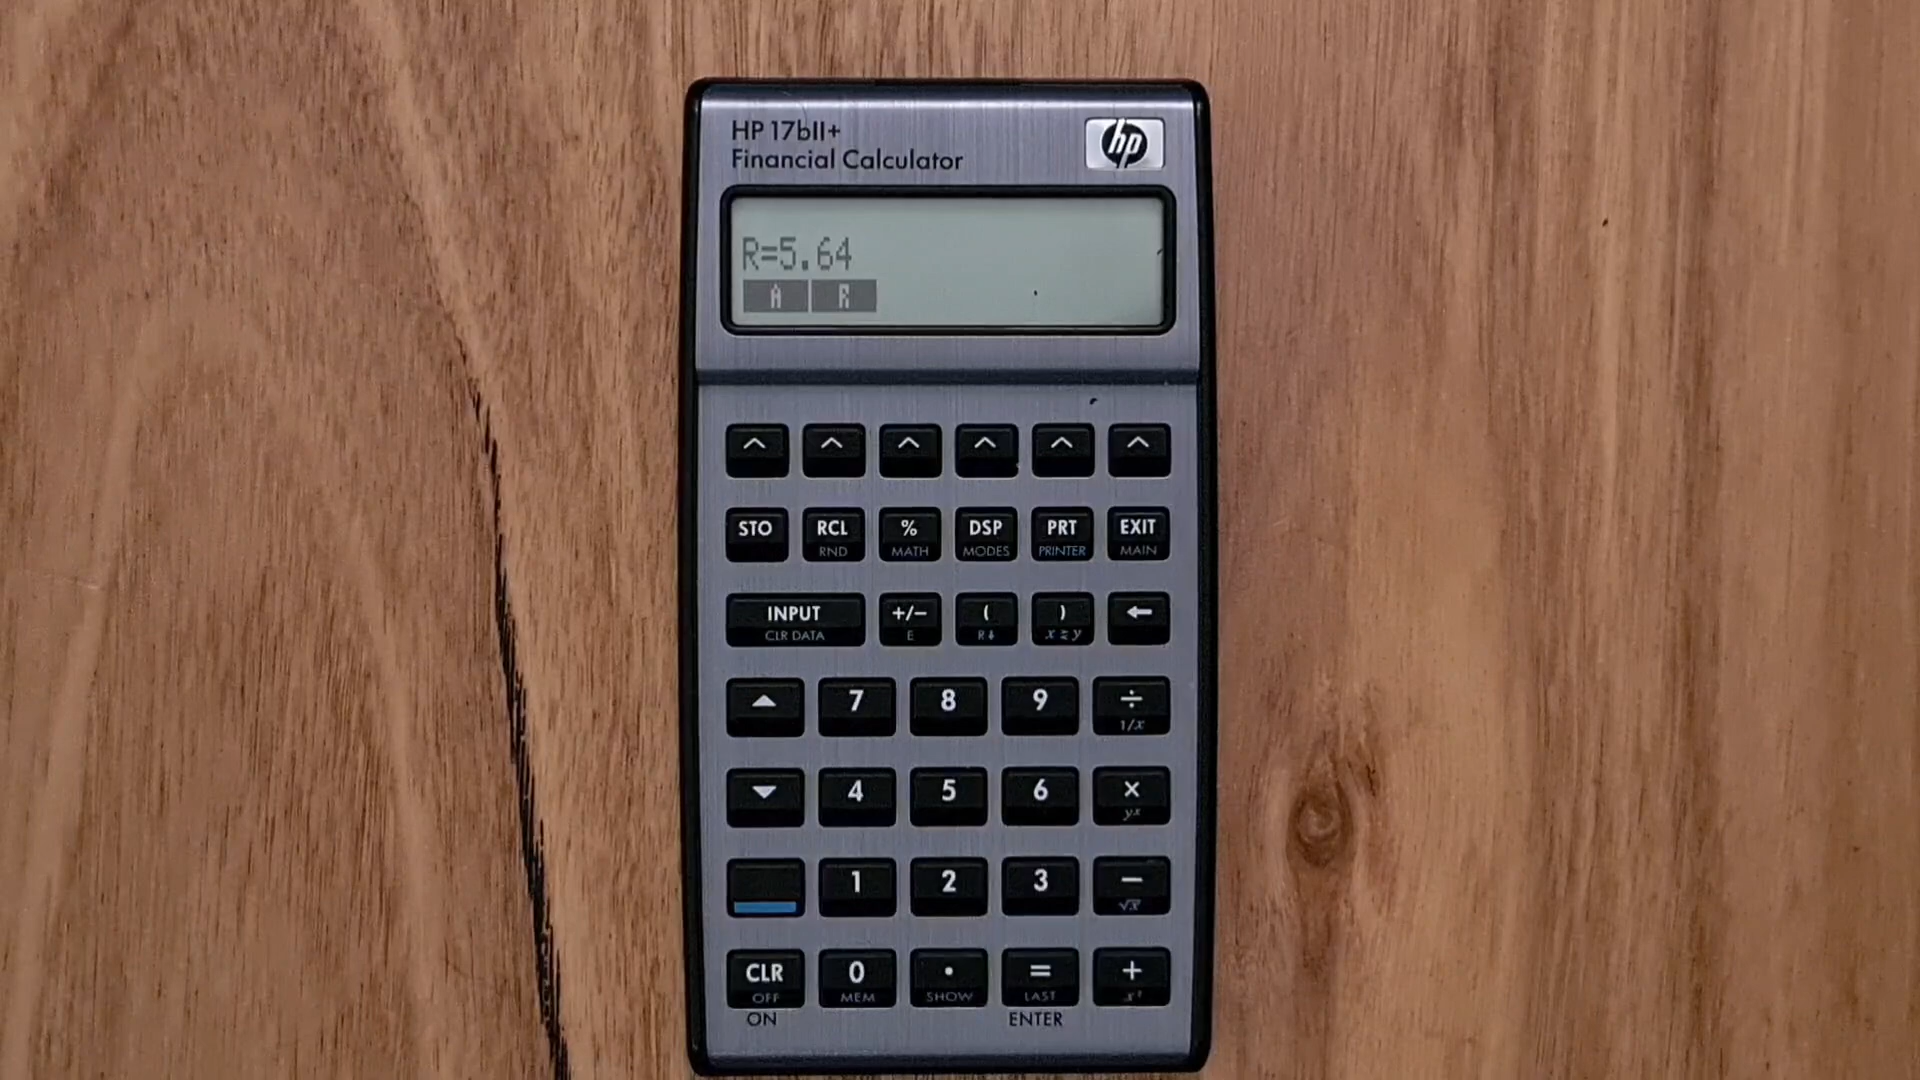 HP 17bII+
Financial Calculator
hp
R=5.64
A R
^ ^ ^ ^ ^ ^
STO RCL % DSP PRT EXIT
RND MATH MODES PRINTER MAIN
INPUT +/− ( ) ←
CLR DATA E R↓ x≷y
▲ 7 8 9 ÷
1/x
▼ 4 5 6 ×
yˣ
1 2 3 −
√x
CLR 0 . = +
OFF MEM SHOW LAST x²
ON ENTER